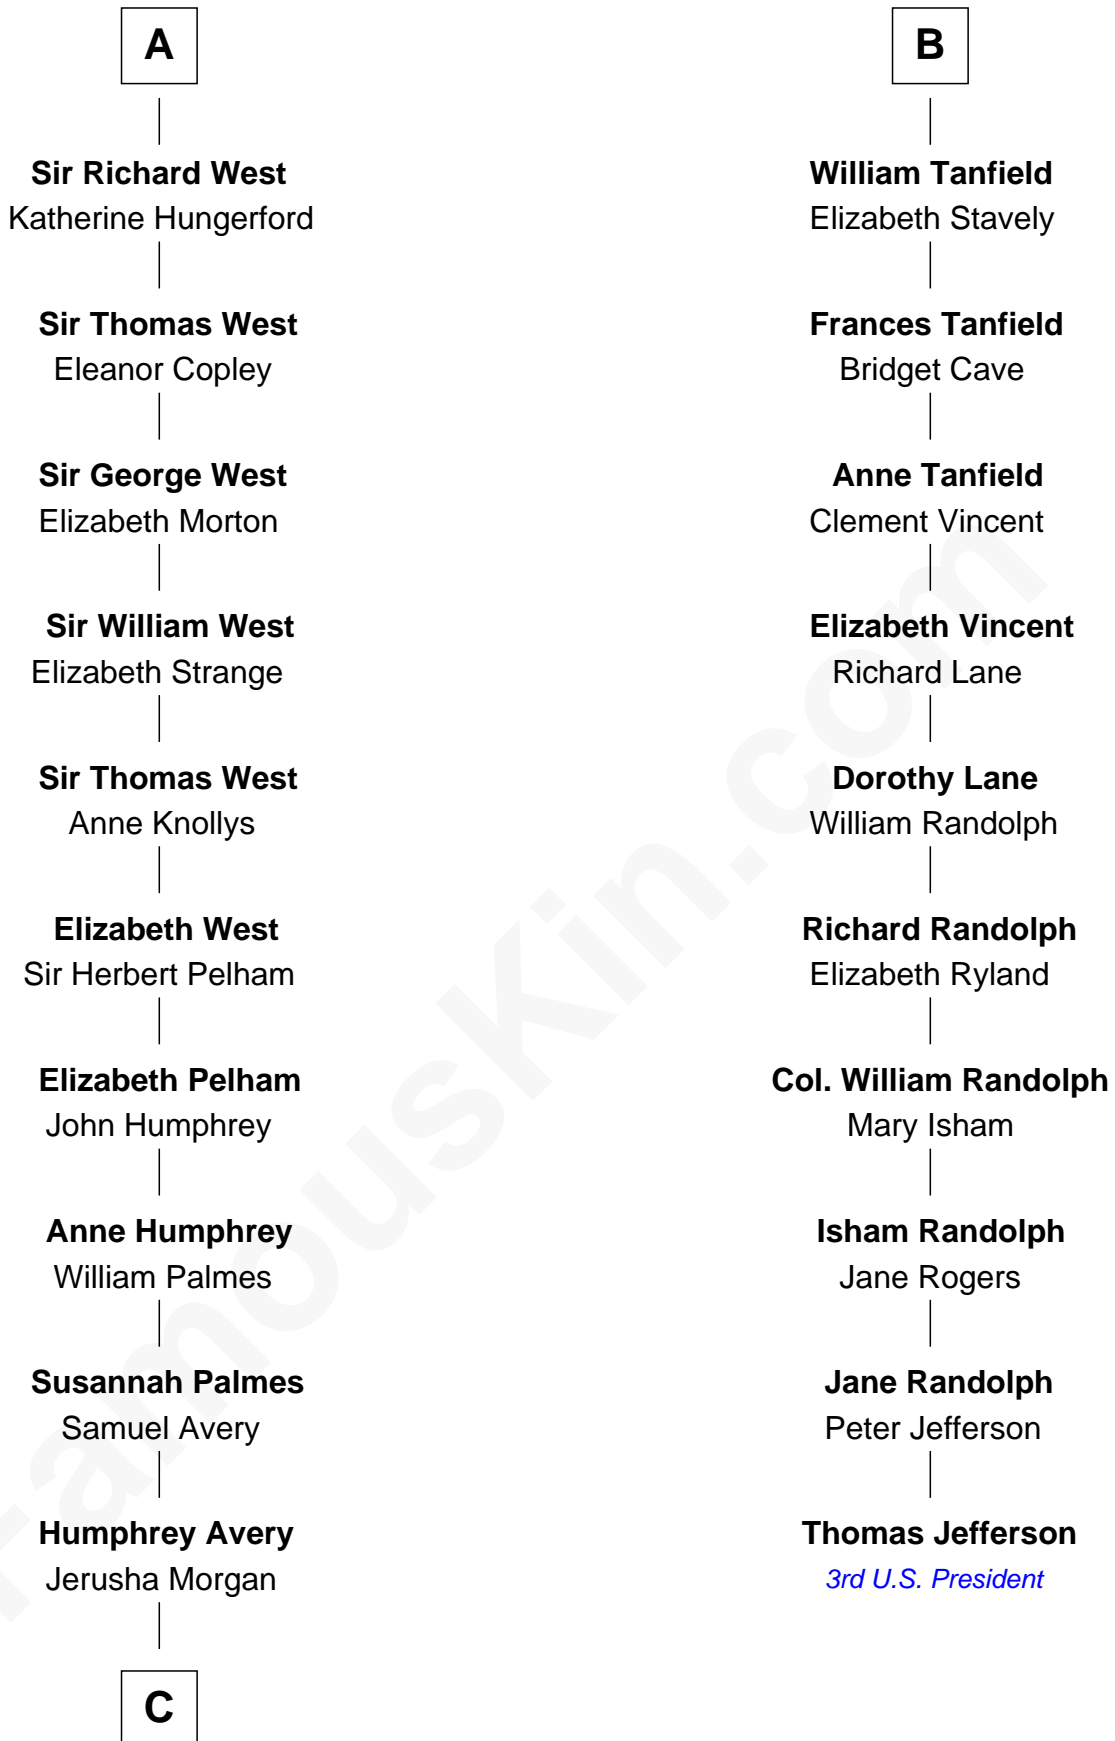 A
Sir Richard West
Katherine Hungerford
Sir Thomas West
Eleanor Copley
Sir George West
Elizabeth Morton
Sir William West
Elizabeth Strange
Sir Thomas West
Anne Knollys
Elizabeth West
Sir Herbert Pelham
Elizabeth Pelham
John Humphrey
Anne Humphrey
William Palmes
Susannah Palmes
Samuel Avery
Humphrey Avery
Jerusha Morgan
C
B
William Tanfield
Elizabeth Stavely
Frances Tanfield
Bridget Cave
Anne Tanfield
Clement Vincent
Elizabeth Vincent
Richard Lane
Dorothy Lane
William Randolph
Richard Randolph
Elizabeth Ryland
Col. William Randolph
Mary Isham
Isham Randolph
Jane Rogers
Jane Randolph
Peter Jefferson
Thomas Jefferson
3rd U.S. President
FamousKin.com